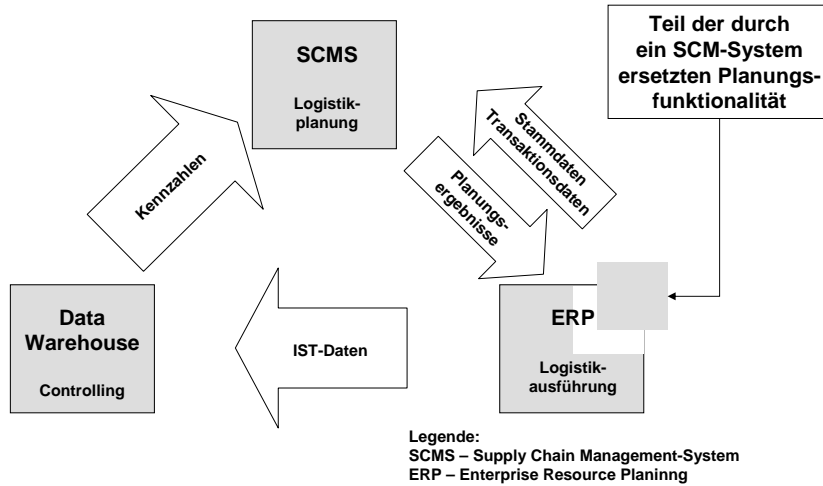 SCMS
Logistik-
planung
Teil der durch
ein SCM-System
ersetzten Planungs-
funktionalität
Kennzahlen
Stammdaten
Transaktionsdaten
Planungs-
ergebnisse
Data
Warehouse
Controlling
IST-Daten
ERP
Logistik-
ausführung
Legende:
SCMS – Supply Chain Management-System
ERP – Enterprise Resource Planinng